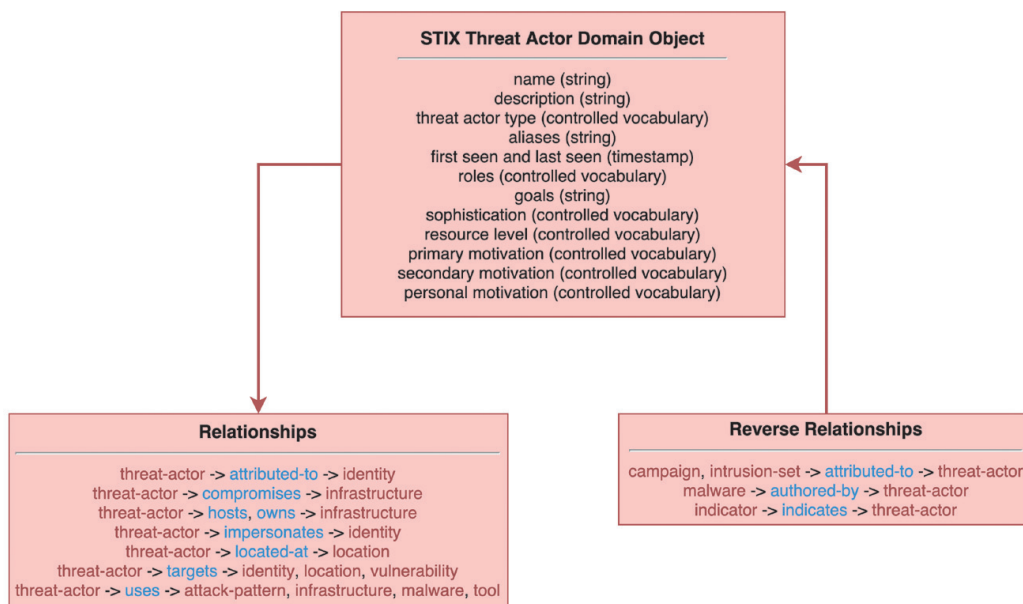 STIX Threat Actor Domain Object
name (string)
description (string)
threat actor type (controlled vocabulary)
aliases (string)
first seen and last seen (timestamp)
roles (controlled vocabulary)
goals (string)
sophistication (controlled vocabulary)
resource level (controlled vocabulary)
primary motivation (controlled vocabulary)
secondary motivation (controlled vocabulary)
personal motivation (controlled vocabulary)
Relationships
threat-actor -> attributed-to -> identity
threat-actor -> compromises -> infrastructure
threat-actor -> hosts, owns -> infrastructure
threat-actor -> impersonates -> identity
threat-actor -> located-at -> location
threat-actor -> targets -> identity, location, vulnerability
threat-actor -> uses -> attack-pattern, infrastructure, malware, tool
Reverse Relationships
campaign, intrusion-set -> attributed-to -> threat-actor
malware -> authored-by -> threat-actor
indicator -> indicates -> threat-actor